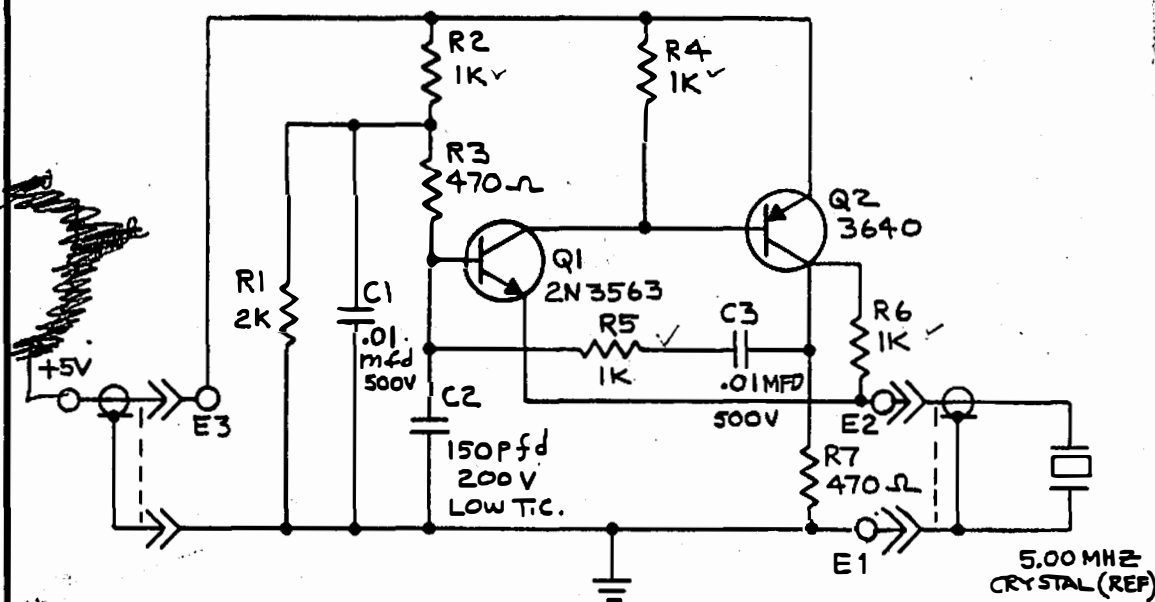 R2
1K
R4
1K
R3
470Ω
Q2
3640
Q1
2N3563
R1
2K
C1
.01
mfd
500V
R5
1K
C3
.01MFD
500V
R6
1K
+5V
E3
C2
150Pfd
200V
LOW T.C.
E2
R7
470Ω
E1
5.00 MHZ
CRYSTAL (REF)